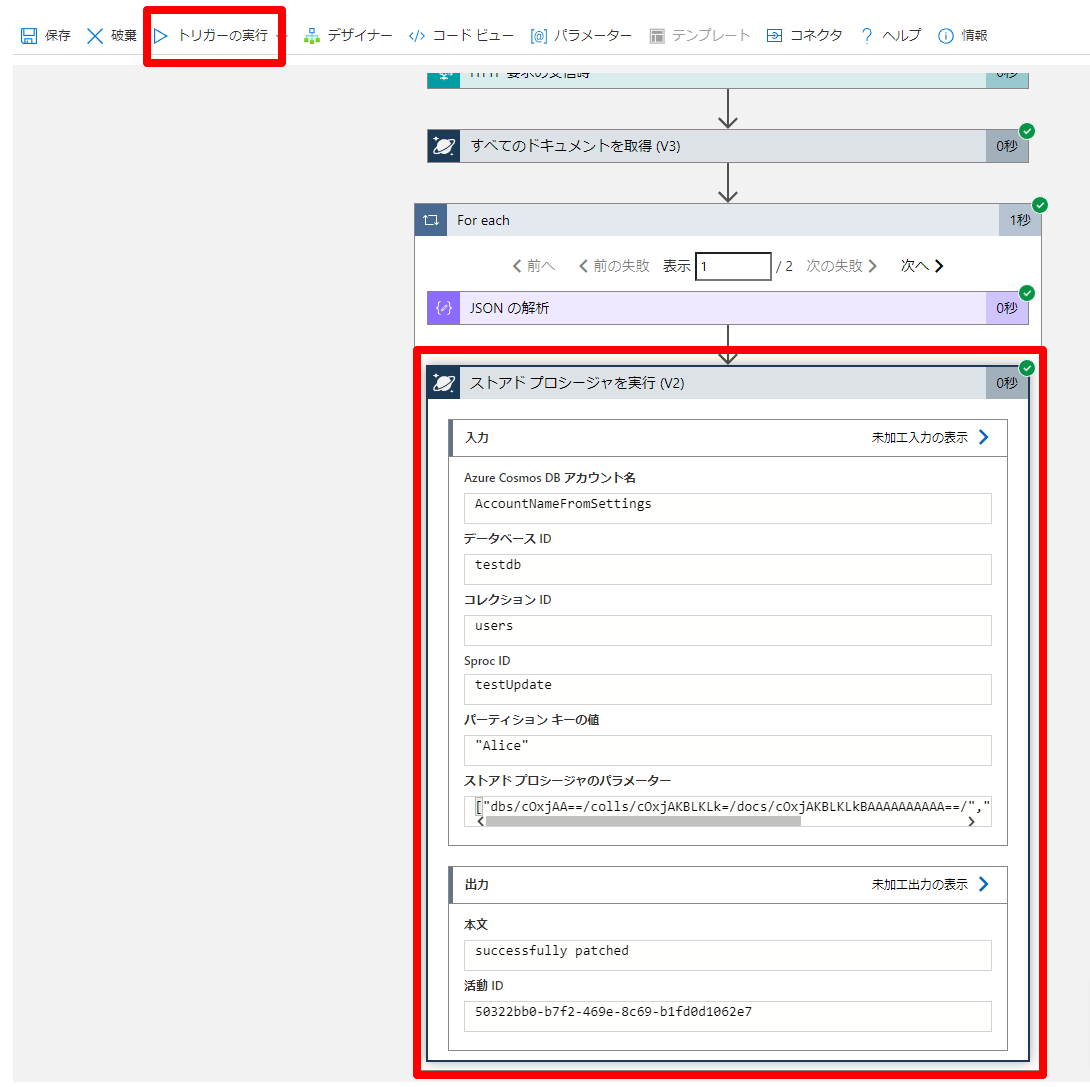 保存 破棄 トリガーの実行 デザイナー コード ビュー パラメーター テンプレート コネクタ ヘルプ 情報
HTTP 要求の受信時 0秒
すべてのドキュメントを取得 (V3) 0秒
For each 1秒
前へ 前の失敗 表示 1 / 2 次の失敗 次へ
JSON の解析 0秒
ストアド プロシージャを実行 (V2) 0秒
入力 未加工入力の表示
Azure Cosmos DB アカウント名
AccountNameFromSettings
データベース ID
testdb
コレクション ID
users
Sproc ID
testUpdate
パーティション キーの値
"Alice"
ストアド プロシージャのパラメーター
["dbs/cOxjAA==/colls/cOxjAKBLKLk=/docs/cOxjAKBLKLkBAAAAAAAAAA==/","
出力 未加工出力の表示
本文
successfully patched
活動 ID
50322bb0-b7f2-469e-8c69-b1fd0d1062e7